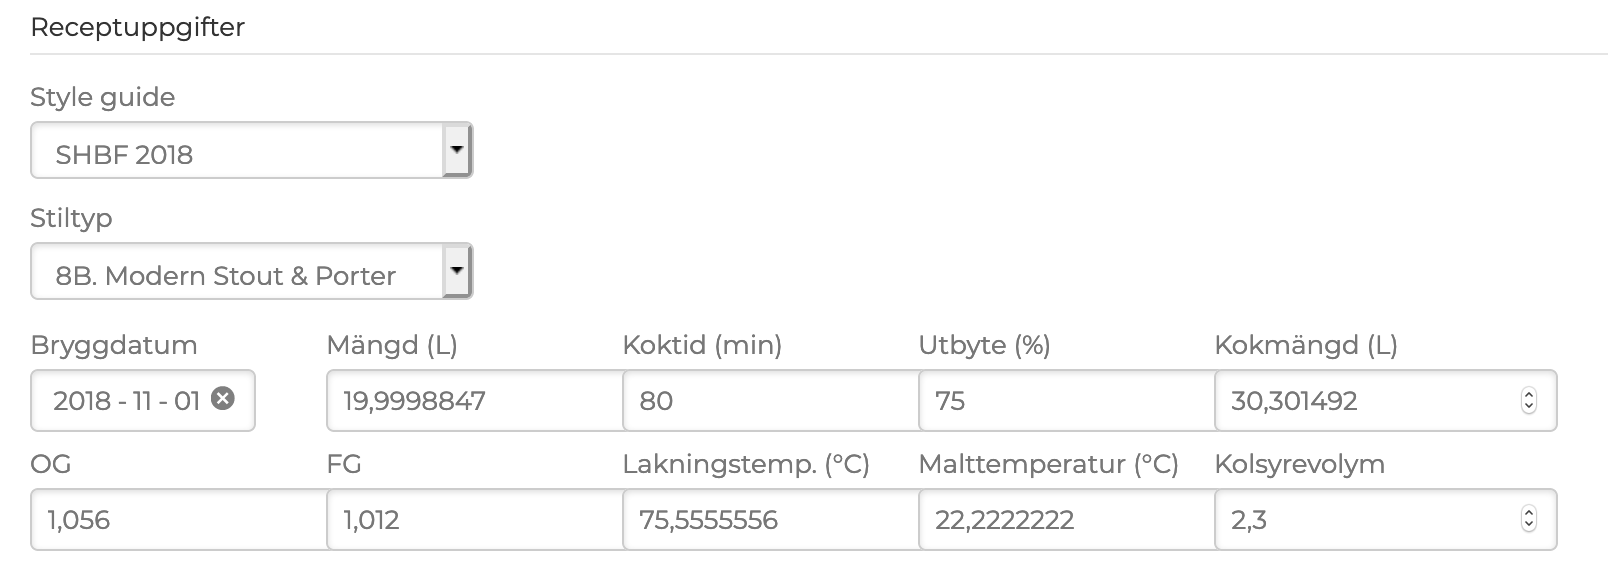 Receptuppgifter
Style guide
SHBF 2018
Stiltyp
8B. Modern Stout & Porter
Bryggdatum Mängd (L) Koktid (min) Utbyte (%) Kokmängd (L)
2018 - 11 - 01 19,9998847 80 75 30,301492
OG FG Lakningstemp. (°C) Malttemperatur (°C) Kolsyrevolym
1,056 1,012 75,5555556 22,2222222 2,3